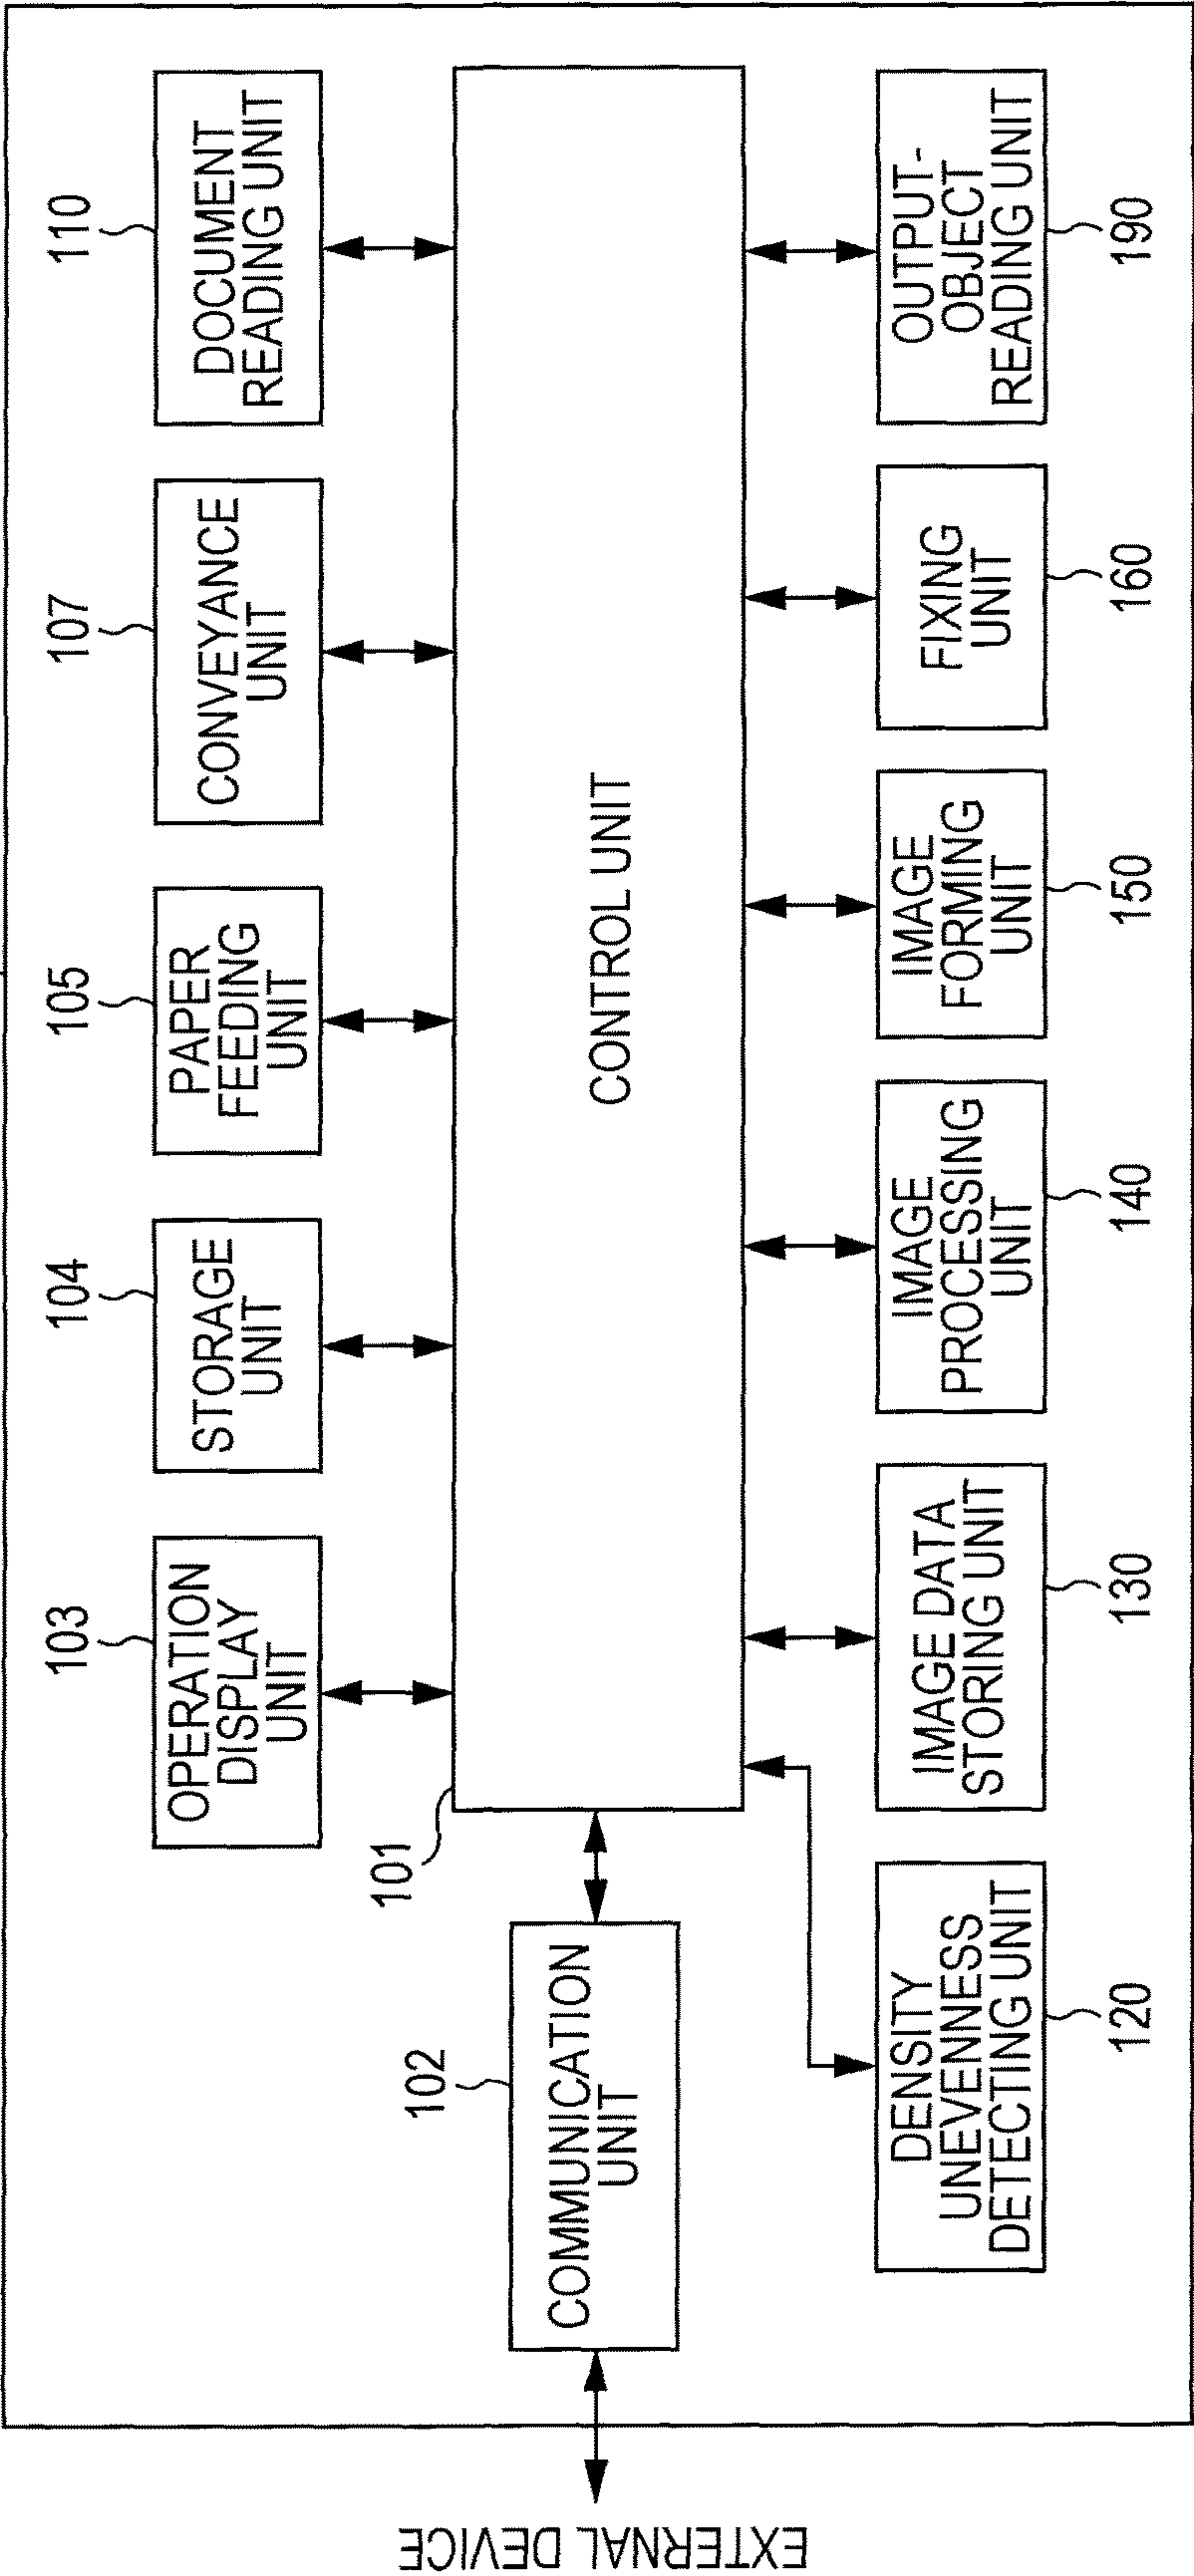 103
OPERATION
DISPLAY
UNIT
104
STORAGE
UNIT
105
PAPER
FEEDING
UNIT
107
CONVEYANCE
UNIT
110
DOCUMENT
READING UNIT
EXTERNAL DEVICE
102
COMMUNICATION
UNIT
101
CONTROL UNIT
DENSITY
UNEVENNESS
DETECTING UNIT
120
IMAGE DATA
STORING UNIT
130
IMAGE
PROCESSING
UNIT
140
IMAGE
FORMING
UNIT
150
FIXING
UNIT
160
OUTPUT-
OBJECT
READING UNIT
190